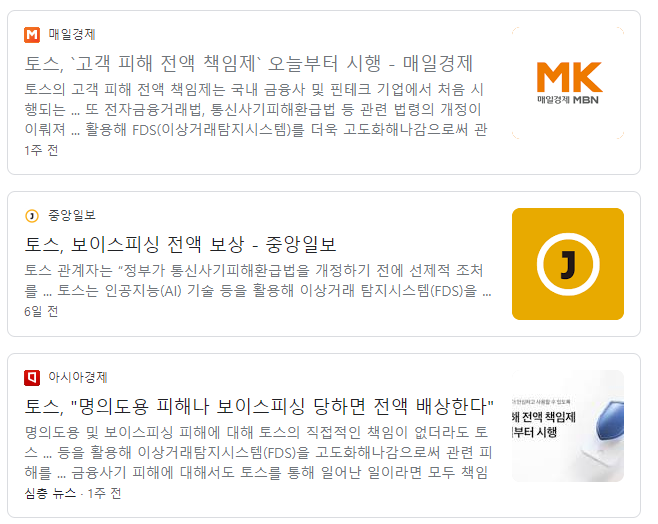 매일경제
토스, `고객 피해 전액 책임제` 오늘부터 시행 - 매일경제
토스의 고객 피해 전액 책임제는 국내 금융사 및 핀테크 기업에서 처음 시
행되는 ... 또 전자금융거래법, 통신사기피해환급법 등 관련 법령의 개정이
이뤄져 ... 활용해 FDS(이상거래탐지시스템)를 더욱 고도화해나감으로써 관
1주 전
MK
매일경제 MBN
중앙일보
토스, 보이스피싱 전액 보상 - 중앙일보
토스 관계자는 “정부가 통신사기피해환급법을 개정하기 전에 선제적 조처
를 ... 토스는 인공지능(AI) 기술 등을 활용해 이상거래 탐지시스템(FDS)을 ...
6일 전
J
아시아경제
토스, "명의도용 피해나 보이스피싱 당하면 전액 배상한다"
명의도용 및 보이스피싱 피해에 대해 토스의 직접적인 책임이 없더라도 토
스 ... 등을 활용해 이상거래탐지시스템(FDS)을 고도화해나감으로써 관련 피
해를 ... 금융사기 피해에 대해서도 토스를 통해 일어난 일이라면 모두 책임
심층 뉴스 · 1주 전
해 전액 책임제
부터 시행